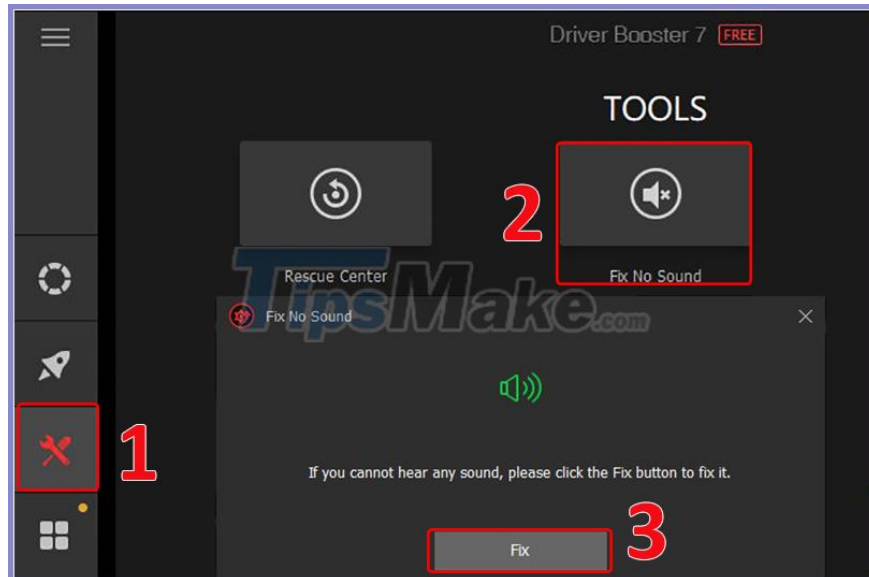 Driver Booster 7 FREE
TOOLS
2
Rescue Center
Fix No Sound
TipsMake.com
Fix No Sound
1
If you cannot hear any sound, please click the Fix button to fix it.
3
Fix